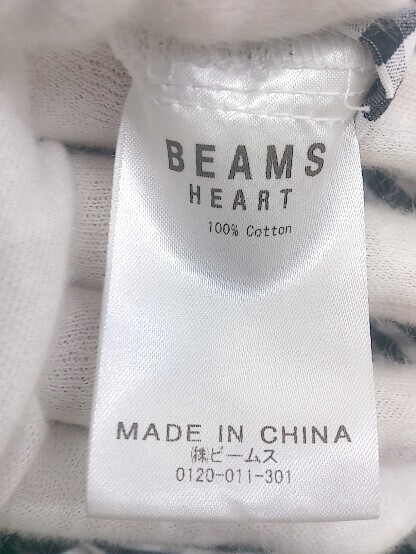 BEAMS
HEART
100% Cotton
MADE IN CHINA
㈱ビームス
0120-011-301